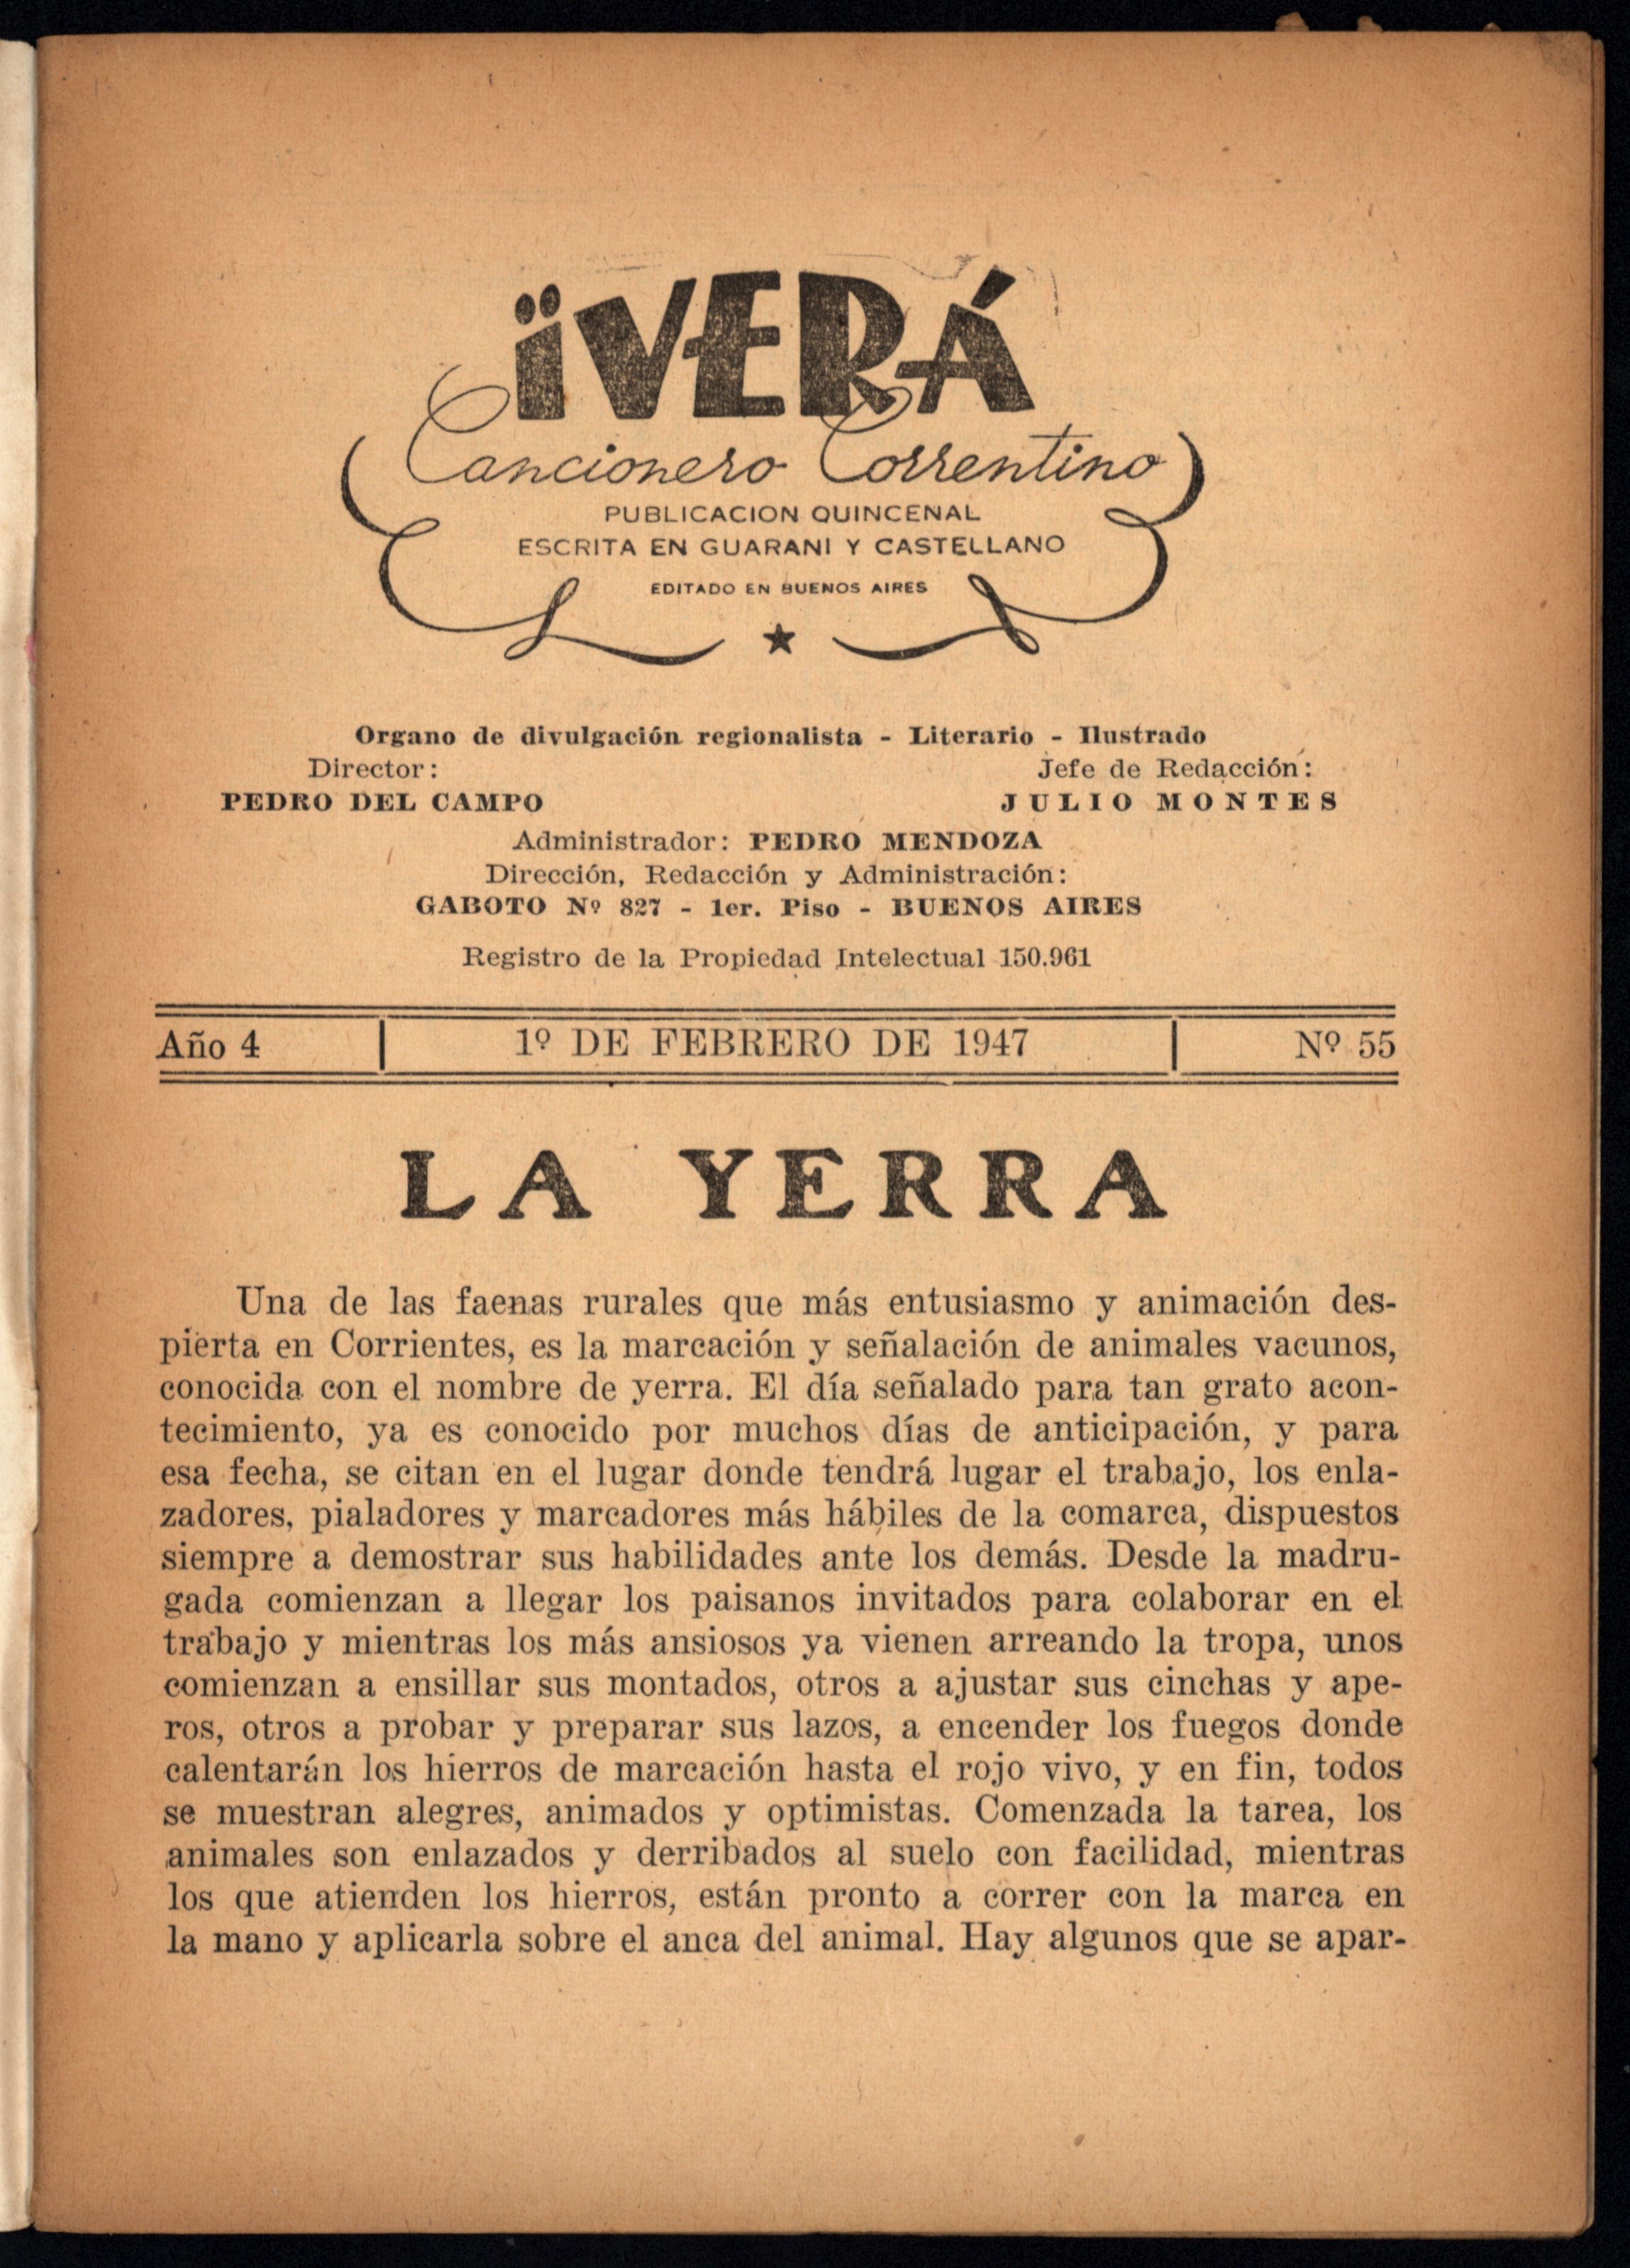 ÏVERÁ
Cancionero Correntino
PUBLICACION QUINCENAL
ESCRITA EN GUARANI Y CASTELLANO
EDITADO EN BUENOS AIRES
Organo de divulgación regionalista - Literario - Ilustrado
Director: Jefe de Redacción:
PEDRO DEL CAMPO JULIO MONTES
Administrador: PEDRO MENDOZA
Dirección, Redacción y Administración:
GABOTO Nº 827 - 1er. Piso - BUENOS AIRES
Registro de la Propiedad Intelectual 150.961
Año 4 1º DE FEBRERO DE 1947 Nº 55
LA YERRA
Una de las faenas rurales que más entusiasmo y animación des-
pierta en Corrientes, es la marcación y señalación de animales vacunos,
conocida con el nombre de yerra. El día señalado para tan grato acon-
tecimiento, ya es conocido por muchos días de anticipación, y para
esa fecha, se citan en el lugar donde tendrá lugar el trabajo, los enla-
zadores, pialadores y marcadores más hábiles de la comarca, dispuestos
siempre a demostrar sus habilidades ante los demás. Desde la madru-
gada comienzan a llegar los paisanos invitados para colaborar en el
trabajo y mientras los más ansiosos ya vienen arreando la tropa, unos
comienzan a ensillar sus montados, otros a ajustar sus cinchas y ape-
ros, otros a probar y preparar sus lazos, a encender los fuegos donde
calentarán los hierros de marcación hasta el rojo vivo, y en fin, todos
se muestran alegres, animados y optimistas. Comenzada la tarea, los
animales son enlazados y derribados al suelo con facilidad, mientras
los que atienden los hierros, están pronto a correr con la marca en
la mano y aplicarla sobre el anca del animal. Hay algunos que se apar-